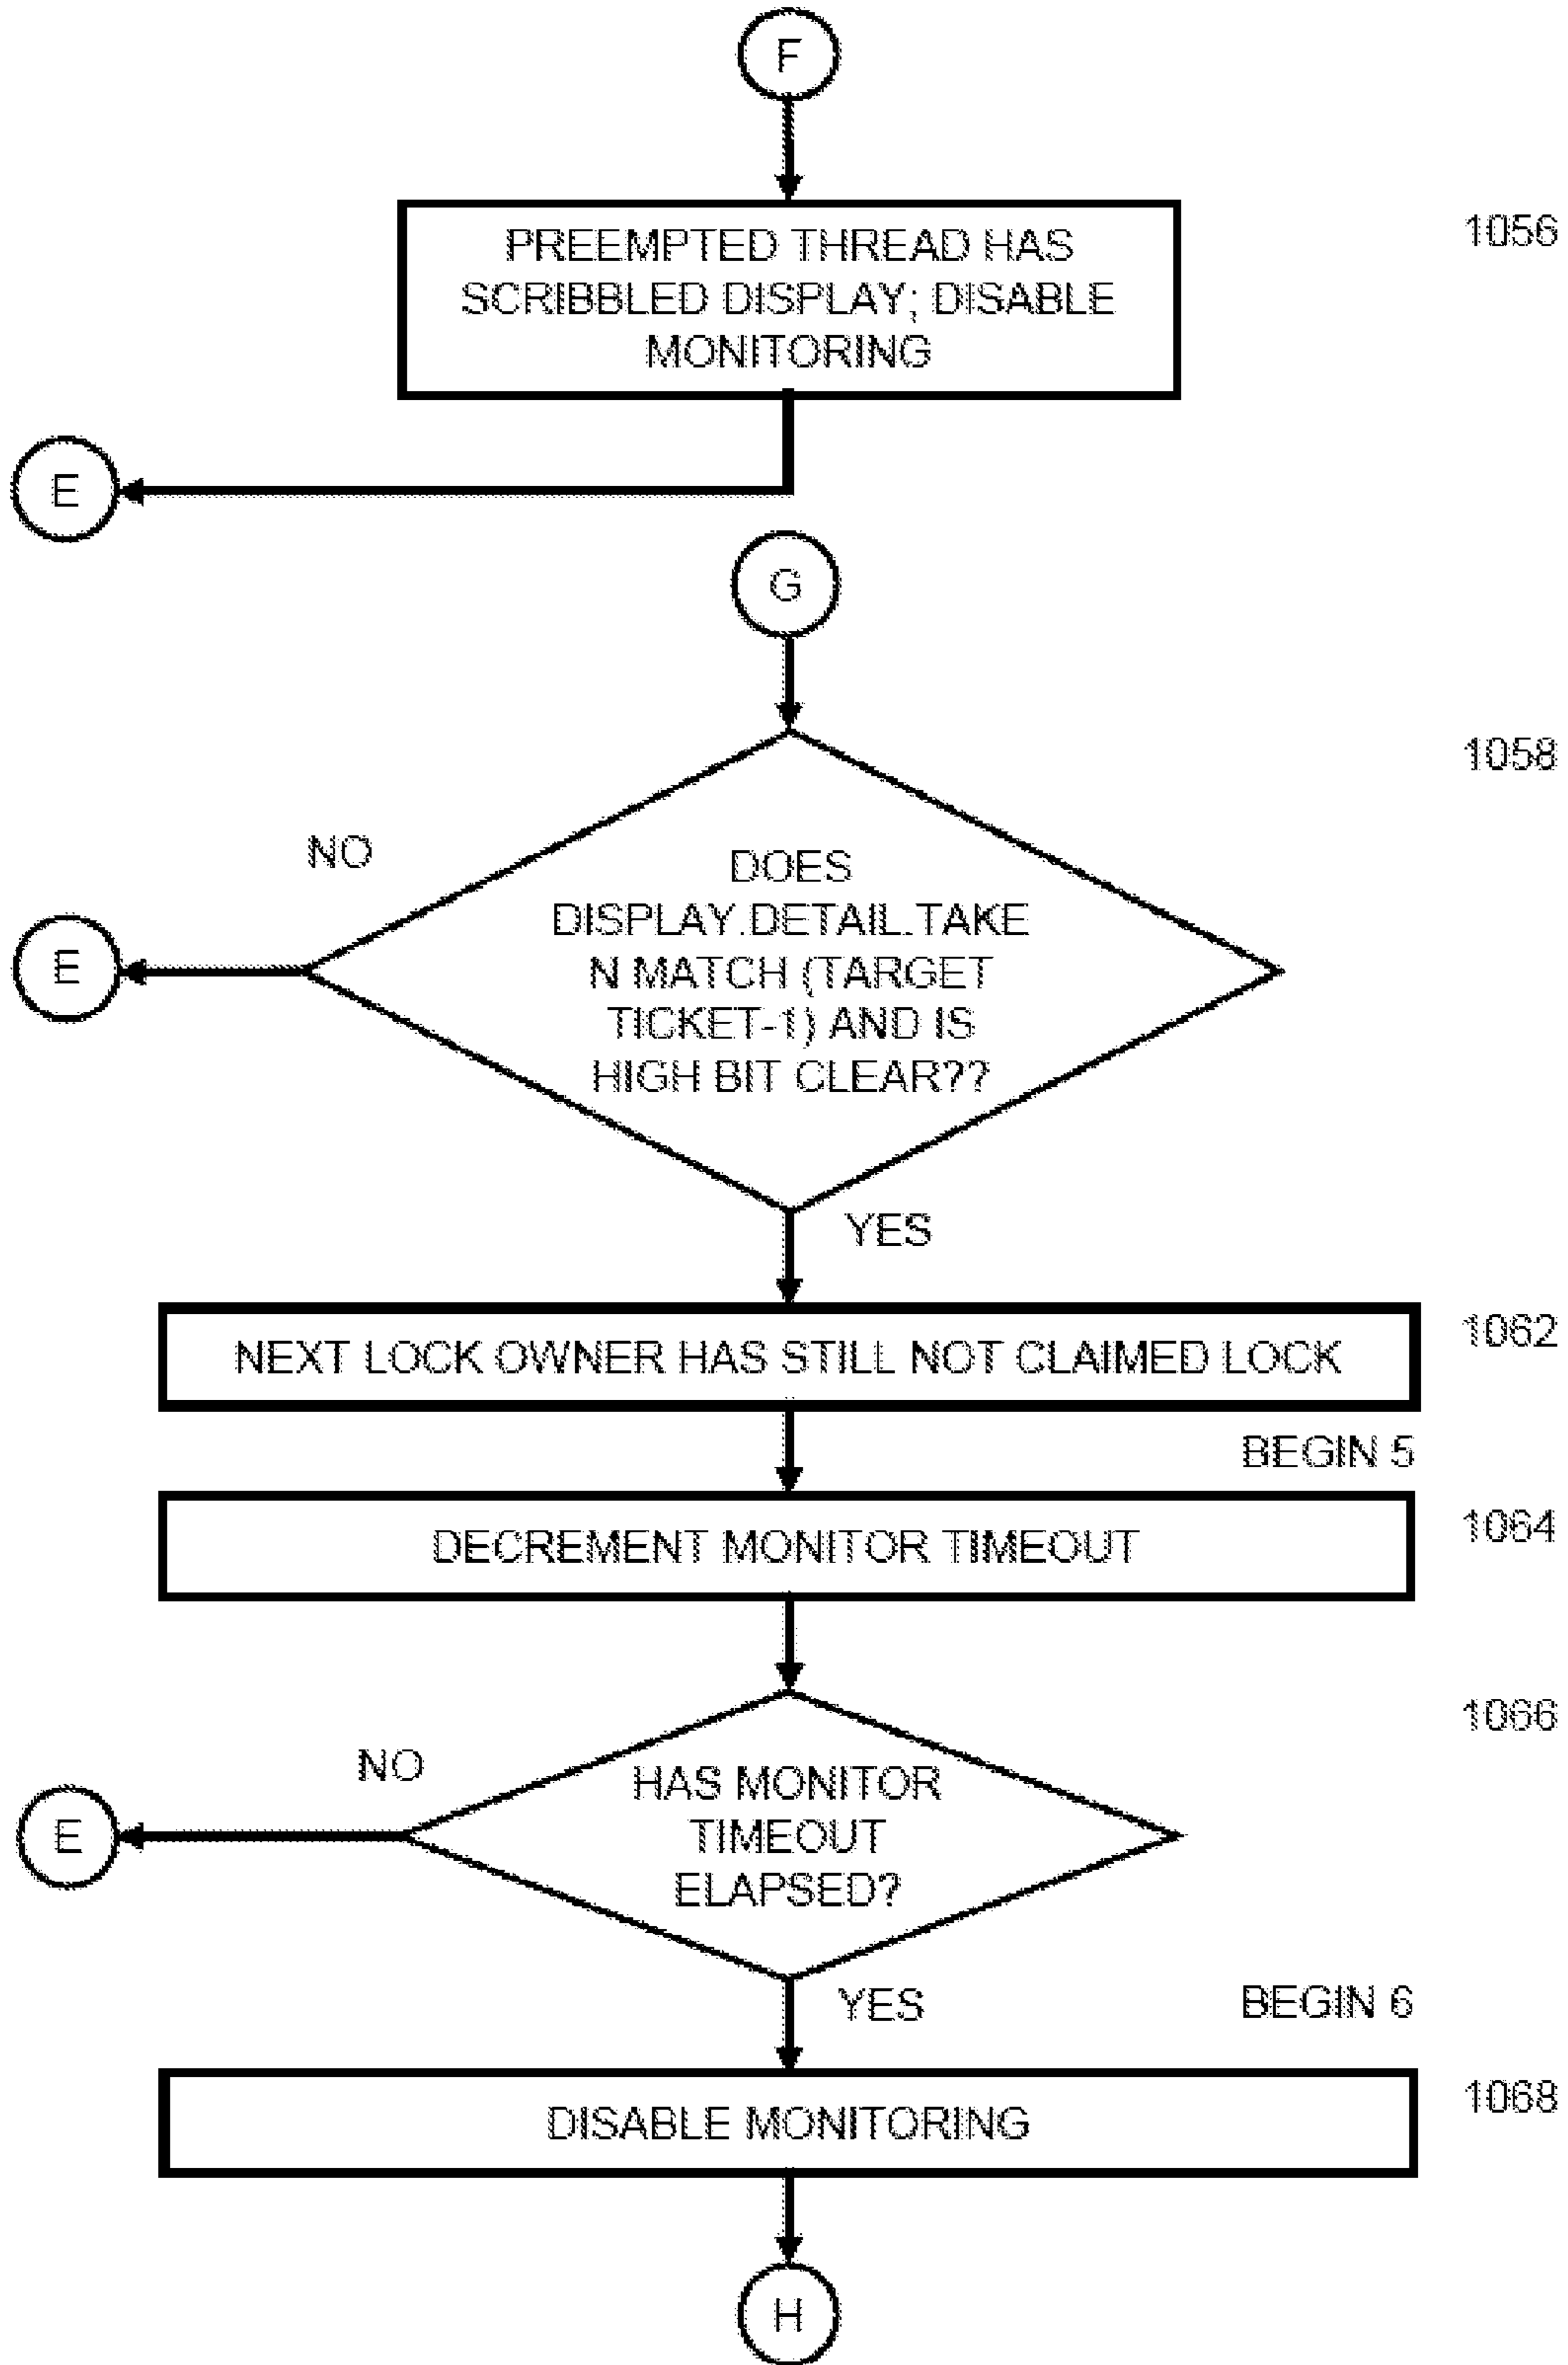 F
PREEMPTED THREAD HAS
SCRIBBLED DISPLAY; DISABLE
MONITORING
1056
E
G
1058
NO
DOES
DISPLAY.DETAIL.TAKE
N MATCH (TARGET
TICKET-1) AND IS
HIGH BIT CLEAR??
E
YES
NEXT LOCK OWNER HAS STILL NOT CLAIMED LOCK
1062
BEGIN 5
DECREMENT MONITOR TIMEOUT
1064
1066
NO
HAS MONITOR
TIMEOUT
ELAPSED?
E
YES
BEGIN 6
DISABLE MONITORING
1068
H